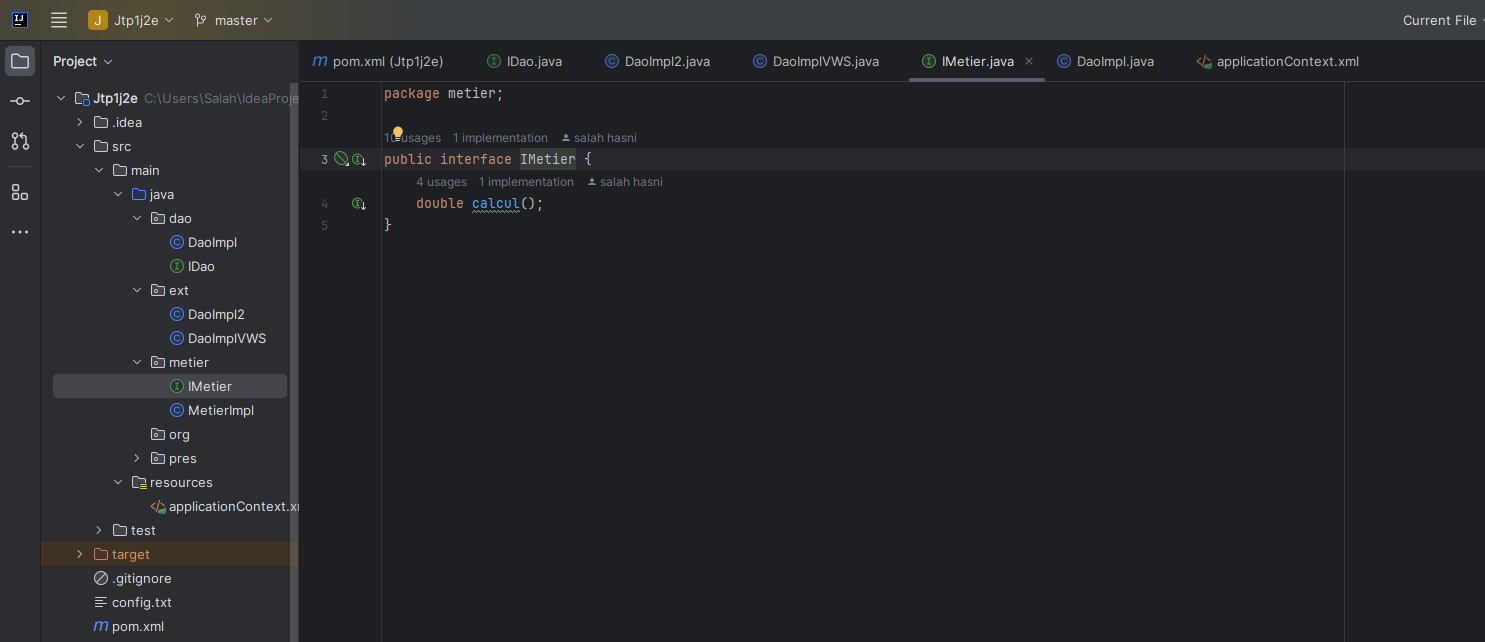 J Jtp1j2e master Current File
Project
Jtp1j2e C:\Users\Salah\IdeaProje
.idea
src
main
java
dao
DaoImpl
IDao
ext
DaoImpl2
DaoImplVWS
metier
IMetier
MetierImpl
org
pres
resources
applicationContext.x
test
target
.gitignore
config.txt
m pom.xml
m pom.xml (Jtp1j2e) IDao.java DaoImpl2.java DaoImplVWS.java IMetier.java DaoImpl.java applicationContext.xml
1 package metier;
2
usages 1 implementation salah hasni
3 public interface IMetier {
4 usages 1 implementation salah hasni
4 double calcul();
5 }